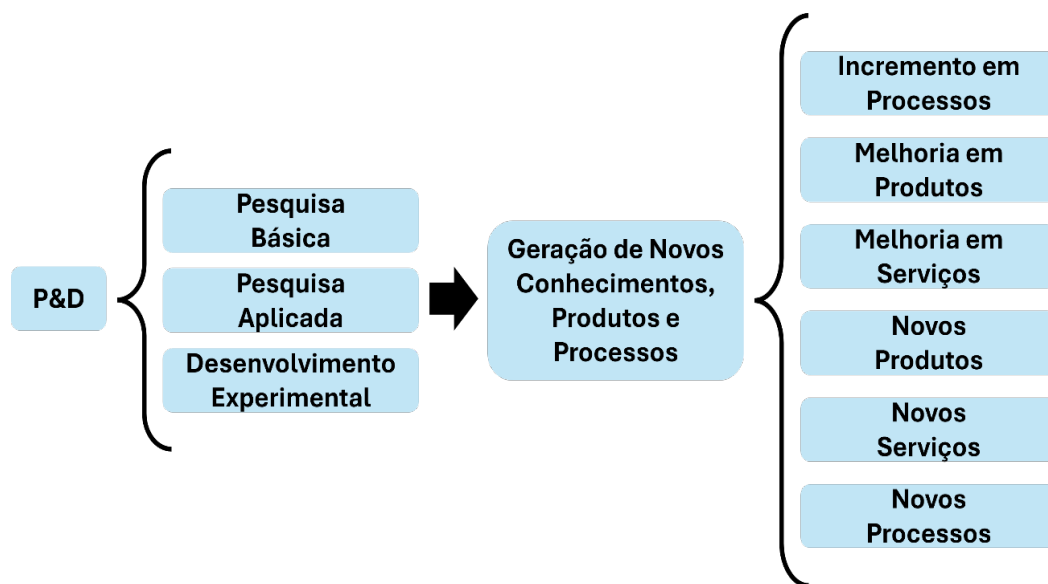 P&D
Pesquisa
Básica
Pesquisa
Aplicada
Desenvolvimento
Experimental
Geração de Novos
Conhecimentos,
Produtos e
Processos
Incremento em
Processos
Melhoria em
Produtos
Melhoria em
Serviços
Novos
Produtos
Novos
Serviços
Novos
Processos